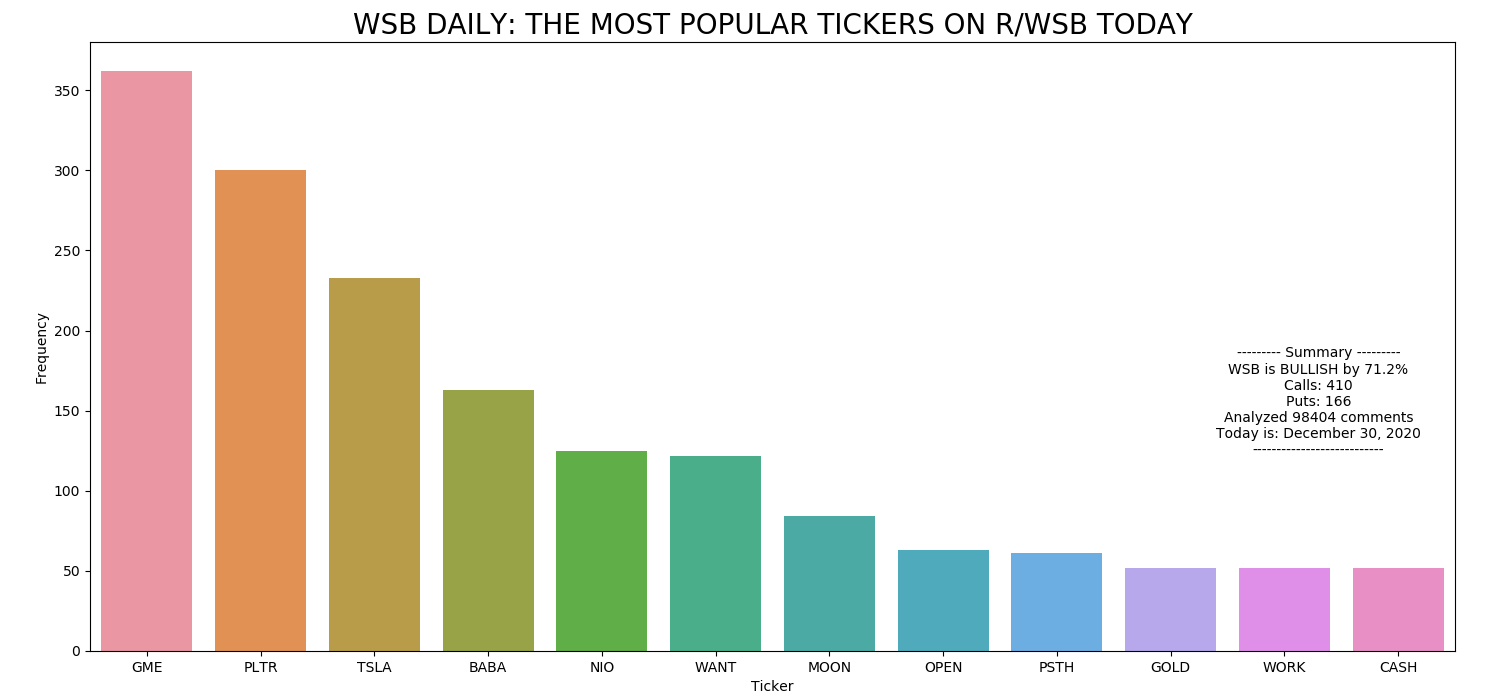 WSB DAILY: THE MOST POPULAR TICKERS ON R/WSB TODAY
350
300
250
200
150
100
50
0
Frequency
--------- Summary ---------
WSB is BULLISH by 71.2%
Calls: 410
Puts: 166
Analyzed 98404 comments
Today is: December 30, 2020
---------------------------
GME PLTR TSLA BABA NIO WANT MOON OPEN PSTH GOLD WORK CASH
Ticker